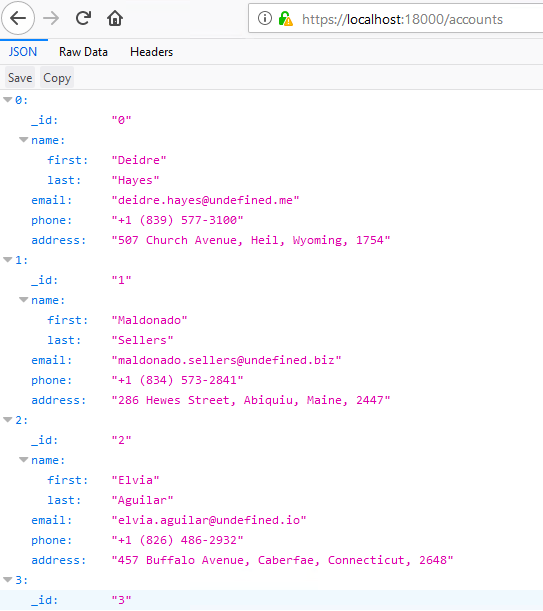 https://localhost:18000/accounts
JSON Raw Data Headers
Save Copy
0:
_id: "0"
name:
first: "Deidre"
last: "Hayes"
email: "deidre.hayes@undefined.me"
phone: "+1 (839) 577-3100"
address: "507 Church Avenue, Heil, Wyoming, 1754"
1:
_id: "1"
name:
first: "Maldonado"
last: "Sellers"
email: "maldonado.sellers@undefined.biz"
phone: "+1 (834) 573-2841"
address: "286 Hewes Street, Abiquiu, Maine, 2447"
2:
_id: "2"
name:
first: "Elvia"
last: "Aguilar"
email: "elvia.aguilar@undefined.io"
phone: "+1 (826) 486-2932"
address: "457 Buffalo Avenue, Caberfae, Connecticut, 2648"
3:
_id: "3"